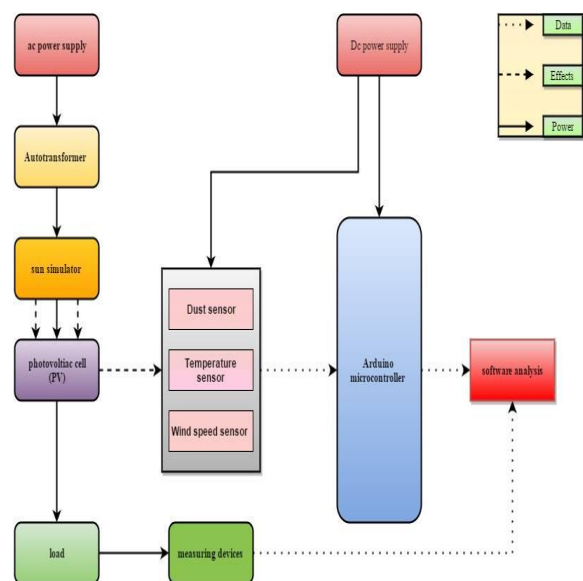 ac power supply
Dc power supply
Data
Effects
Power
Autotransformer
sun simulator
Dust sensor
Temperature
sensor
Wind speed sensor
photovoltiac cell
(PV)
Arduino
microcontroller
software analysis
load
measuring devices